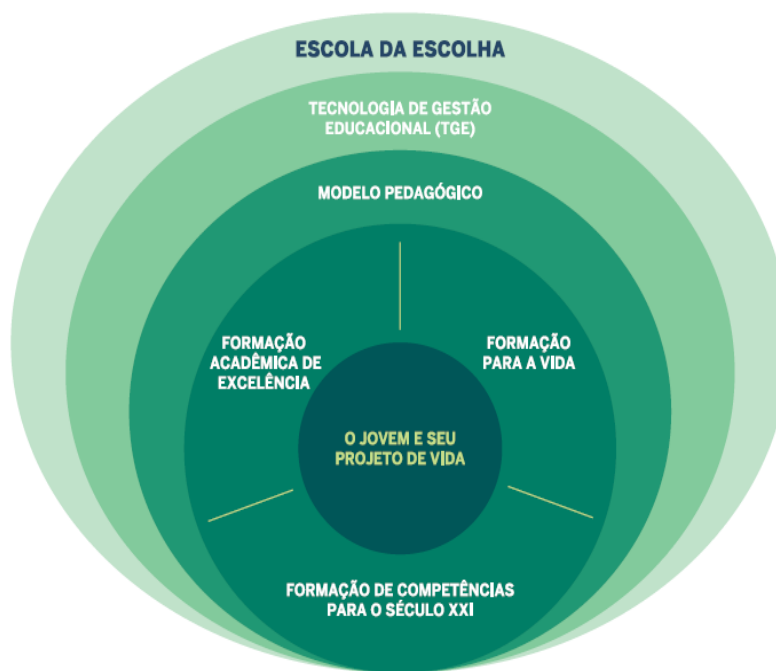 ESCOLA DA ESCOLHA
TECNOLOGIA DE GESTÃO
EDUCACIONAL (TGE)
MODELO PEDAGÓGICO
FORMAÇÃO
ACADÊMICA DE
EXCELÊNCIA
FORMAÇÃO
PARA A VIDA
O JOVEM E SEU
PROJETO DE VIDA
FORMAÇÃO DE COMPETÊNCIAS
PARA O SÉCULO XXI